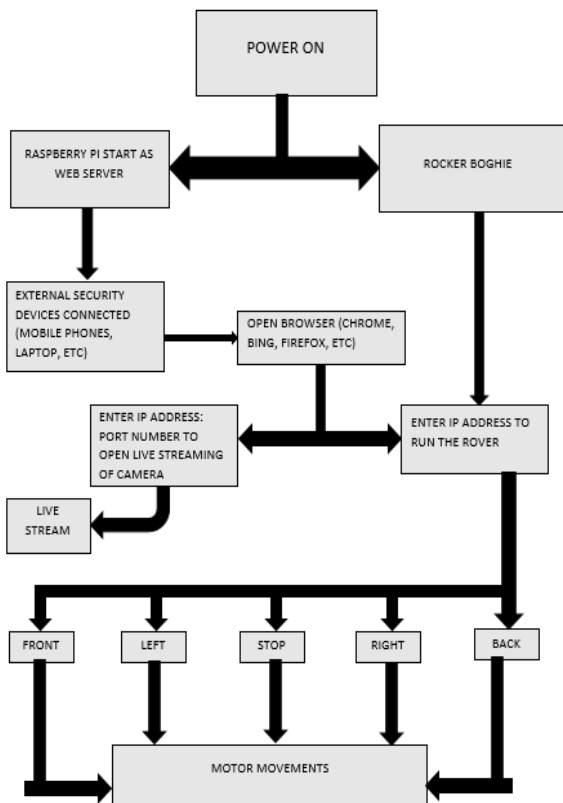 POWER ON
RASPBERRY PI START AS
WEB SERVER
ROCKER BOGHIE
EXTERNAL SECURITY
DEVICES CONNECTED
(MOBILE PHONES,
LAPTOP, ETC)
OPEN BROWSER (CHROME,
BING, FIREFOX, ETC)
ENTER IP ADDRESS:
PORT NUMBER TO
OPEN LIVE STREAMING
OF CAMERA
ENTER IP ADDRESS TO
RUN THE ROVER
LIVE
STREAM
FRONT
LEFT
STOP
RIGHT
BACK
MOTOR MOVEMENTS